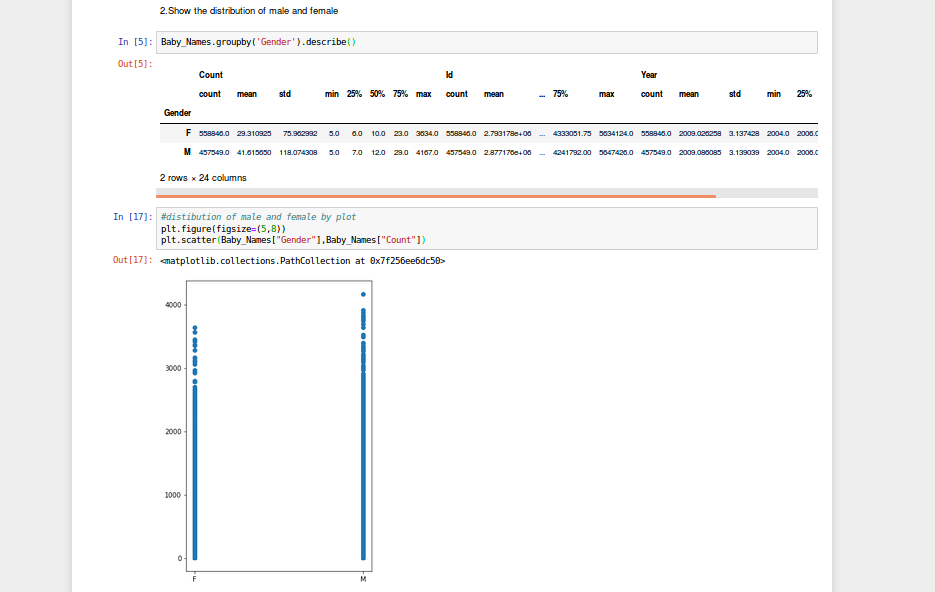 2.Show the distribution of male and female
In [5]: Baby_Names.groupby('Gender').describe()
Out[5]:
Count Id Year
count mean std min 25% 50% 75% max count mean ... 75% max count mean std min 25%
Gender
F 558846.0 29.310925 75.962992 5.0 6.0 10.0 23.0 3634.0 558846.0 2.793178e+06 ... 4333051.75 5634124.0 558846.0 2009.026258 3.137428 2004.0 2006.0
M 457549.0 41.615650 118.074308 5.0 7.0 12.0 29.0 4167.0 457549.0 2.877176e+06 ... 4241792.00 5647426.0 457549.0 2009.086085 3.139039 2004.0 2006.0
2 rows × 24 columns
In [17]: #distibution of male and female by plot
plt.figure(figsize=(5,8))
plt.scatter(Baby_Names["Gender"],Baby_Names["Count"])
Out[17]: <matplotlib.collections.PathCollection at 0x7f256ee6dc50>
4000
3000
2000
1000
0
F M